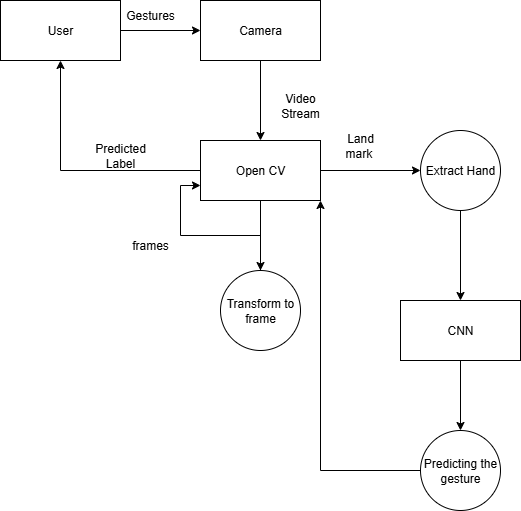 Gestures
User
Camera
Video
Stream
Land
mark
Predicted
Label
Open CV
Extract Hand
frames
Transform to
frame
CNN
Predicting the
gesture